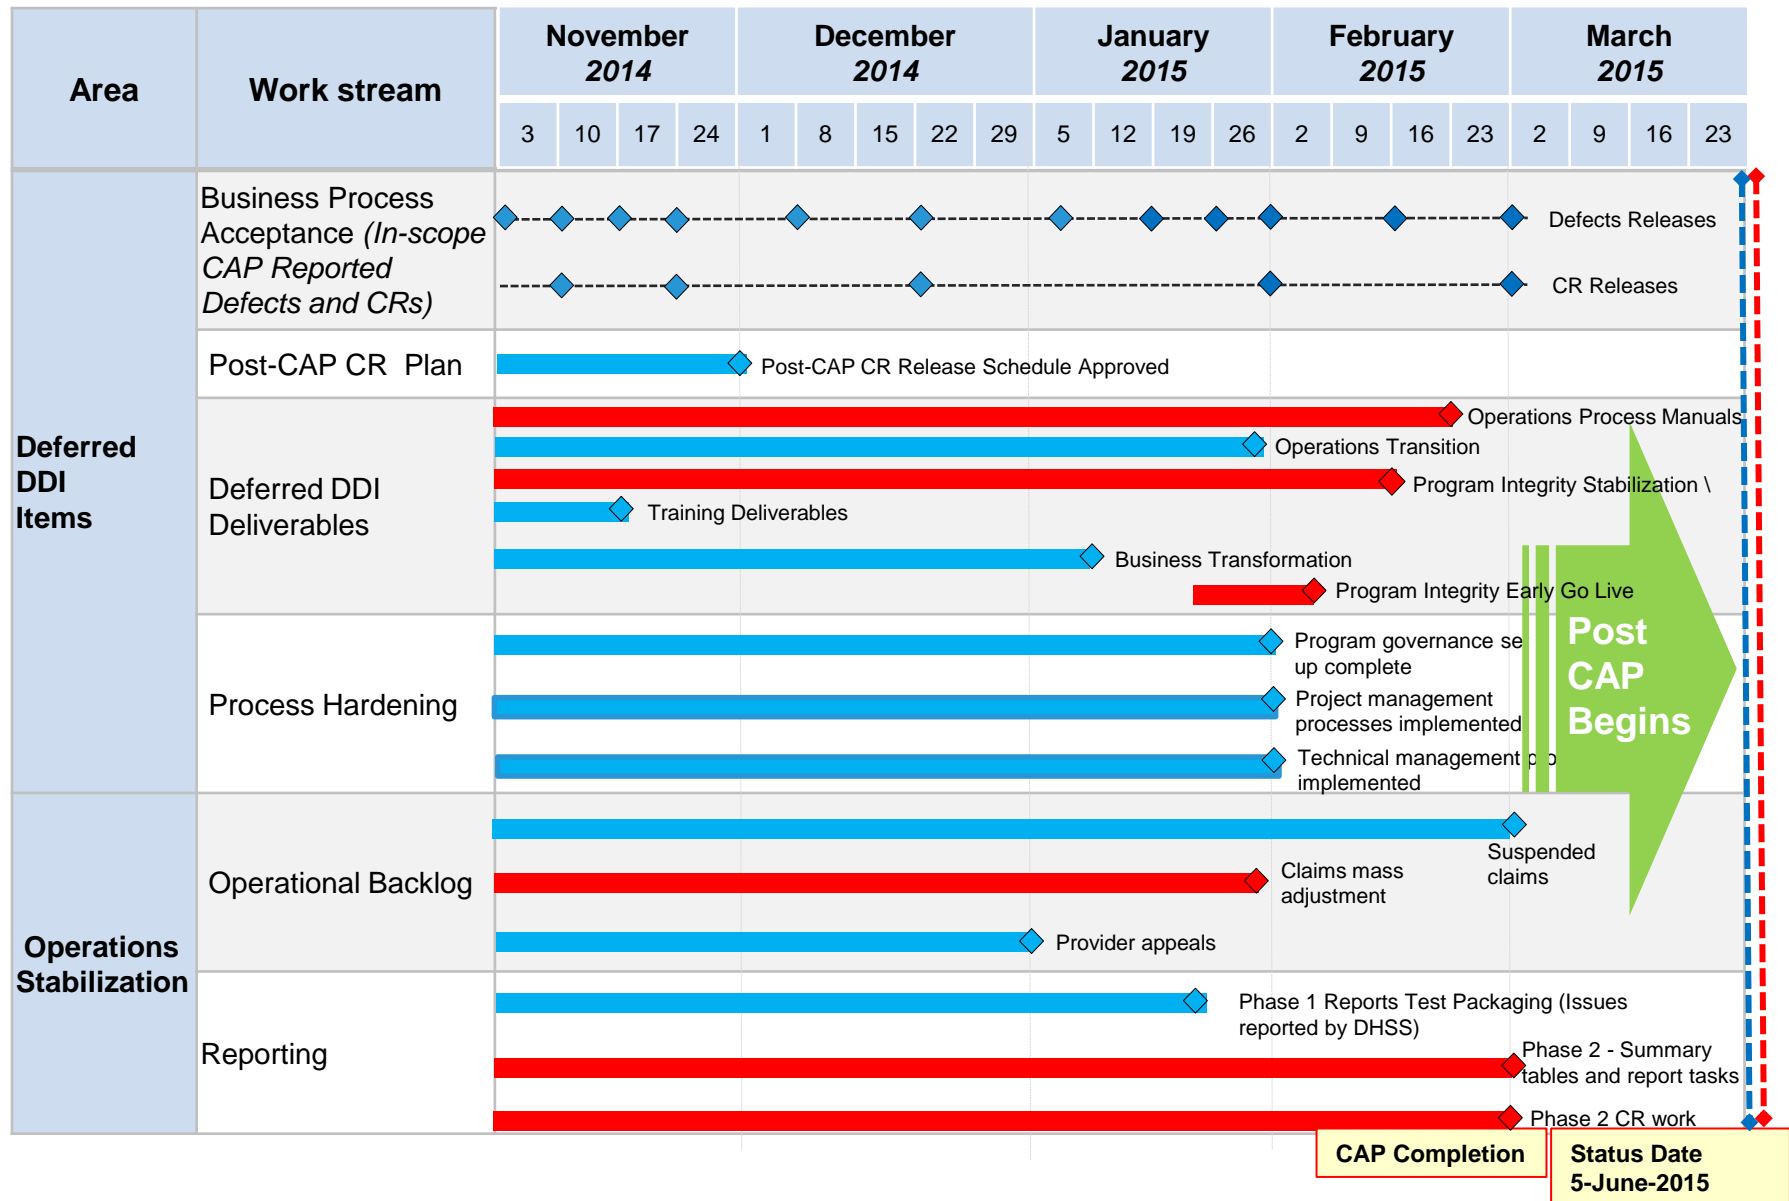 Area
Work stream
November
2014
December
2014
January
2015
February
2015
March
2015
3 10 17 24 1 8 15 22 29 5 12 19 26 2 9 16 23 2 9 16 23
Deferred
DDI
Items
Business Process
Acceptance (In-scope
CAP Reported
Defects and CRs)
Defects Releases
CR Releases
Post-CAP CR Plan
Post-CAP CR Release Schedule Approved
Deferred DDI
Deliverables
Operations Process Manuals
Operations Transition
Program Integrity Stabilization \
Training Deliverables
Business Transformation
Program Integrity Early Go Live
Process Hardening
Program governance se
up complete
Project management
processes implemented
Technical management pro
implemented
Post
CAP
Begins
Operations
Stabilization
Operational Backlog
Suspended
claims
Claims mass
adjustment
Provider appeals
Reporting
Phase 1 Reports Test Packaging (Issues
reported by DHSS)
Phase 2 - Summary
tables and report tasks
Phase 2 CR work
CAP Completion
Status Date
5-June-2015